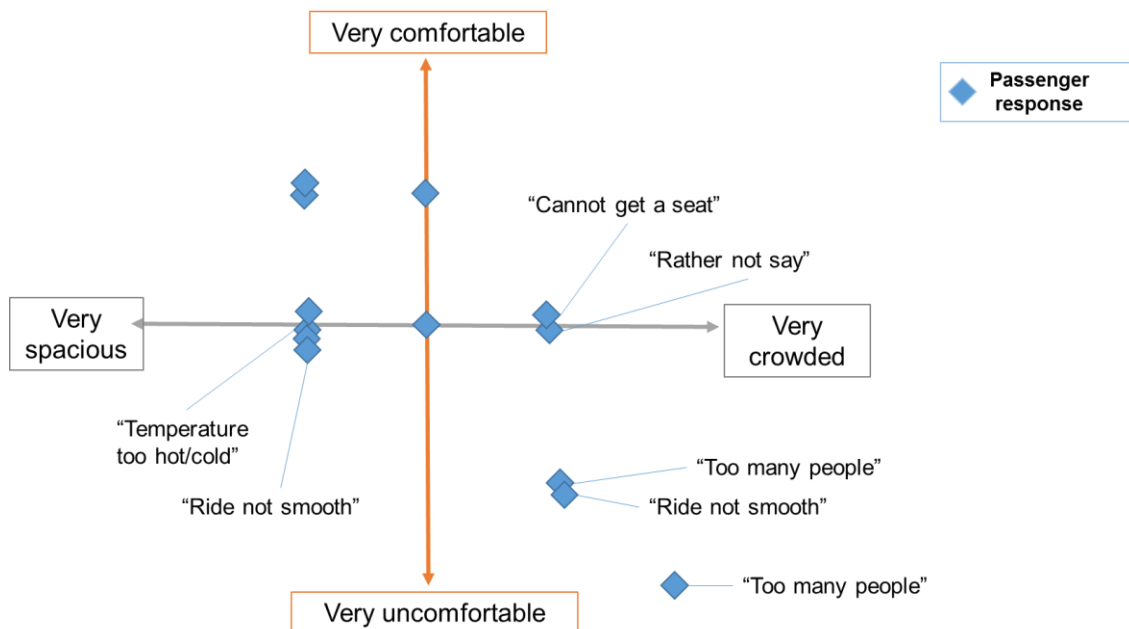 Very comfortable
Passenger
response
“Cannot get a seat”
“Rather not say”
Very
spacious
Very
crowded
“Temperature
too hot/cold”
“Ride not smooth”
“Too many people”
“Ride not smooth”
“Too many people”
Very uncomfortable